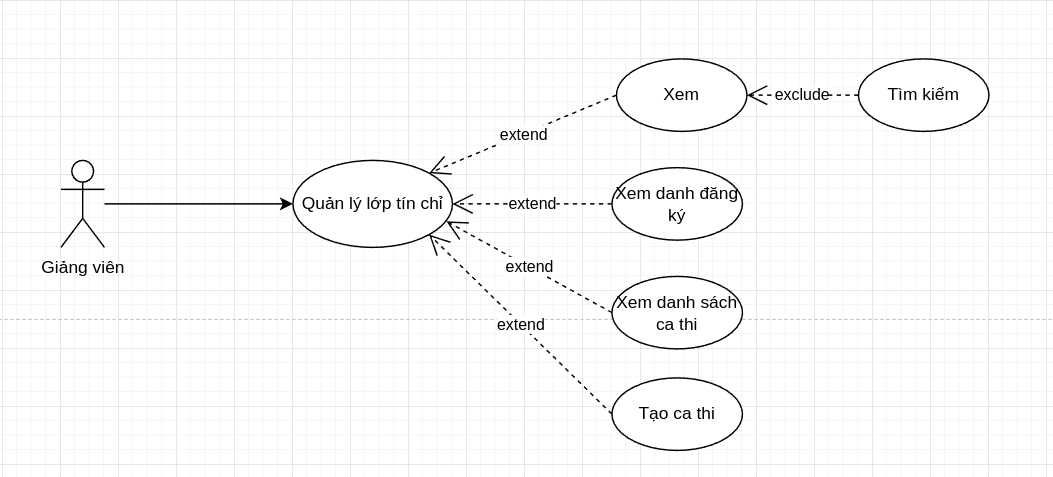 Xem
exclude
Tìm kiếm
extend
Quản lý lớp tín chỉ
extend
Xem danh đăng
ký
Giảng viên
extend
Xem danh sách
ca thi
extend
Tạo ca thi